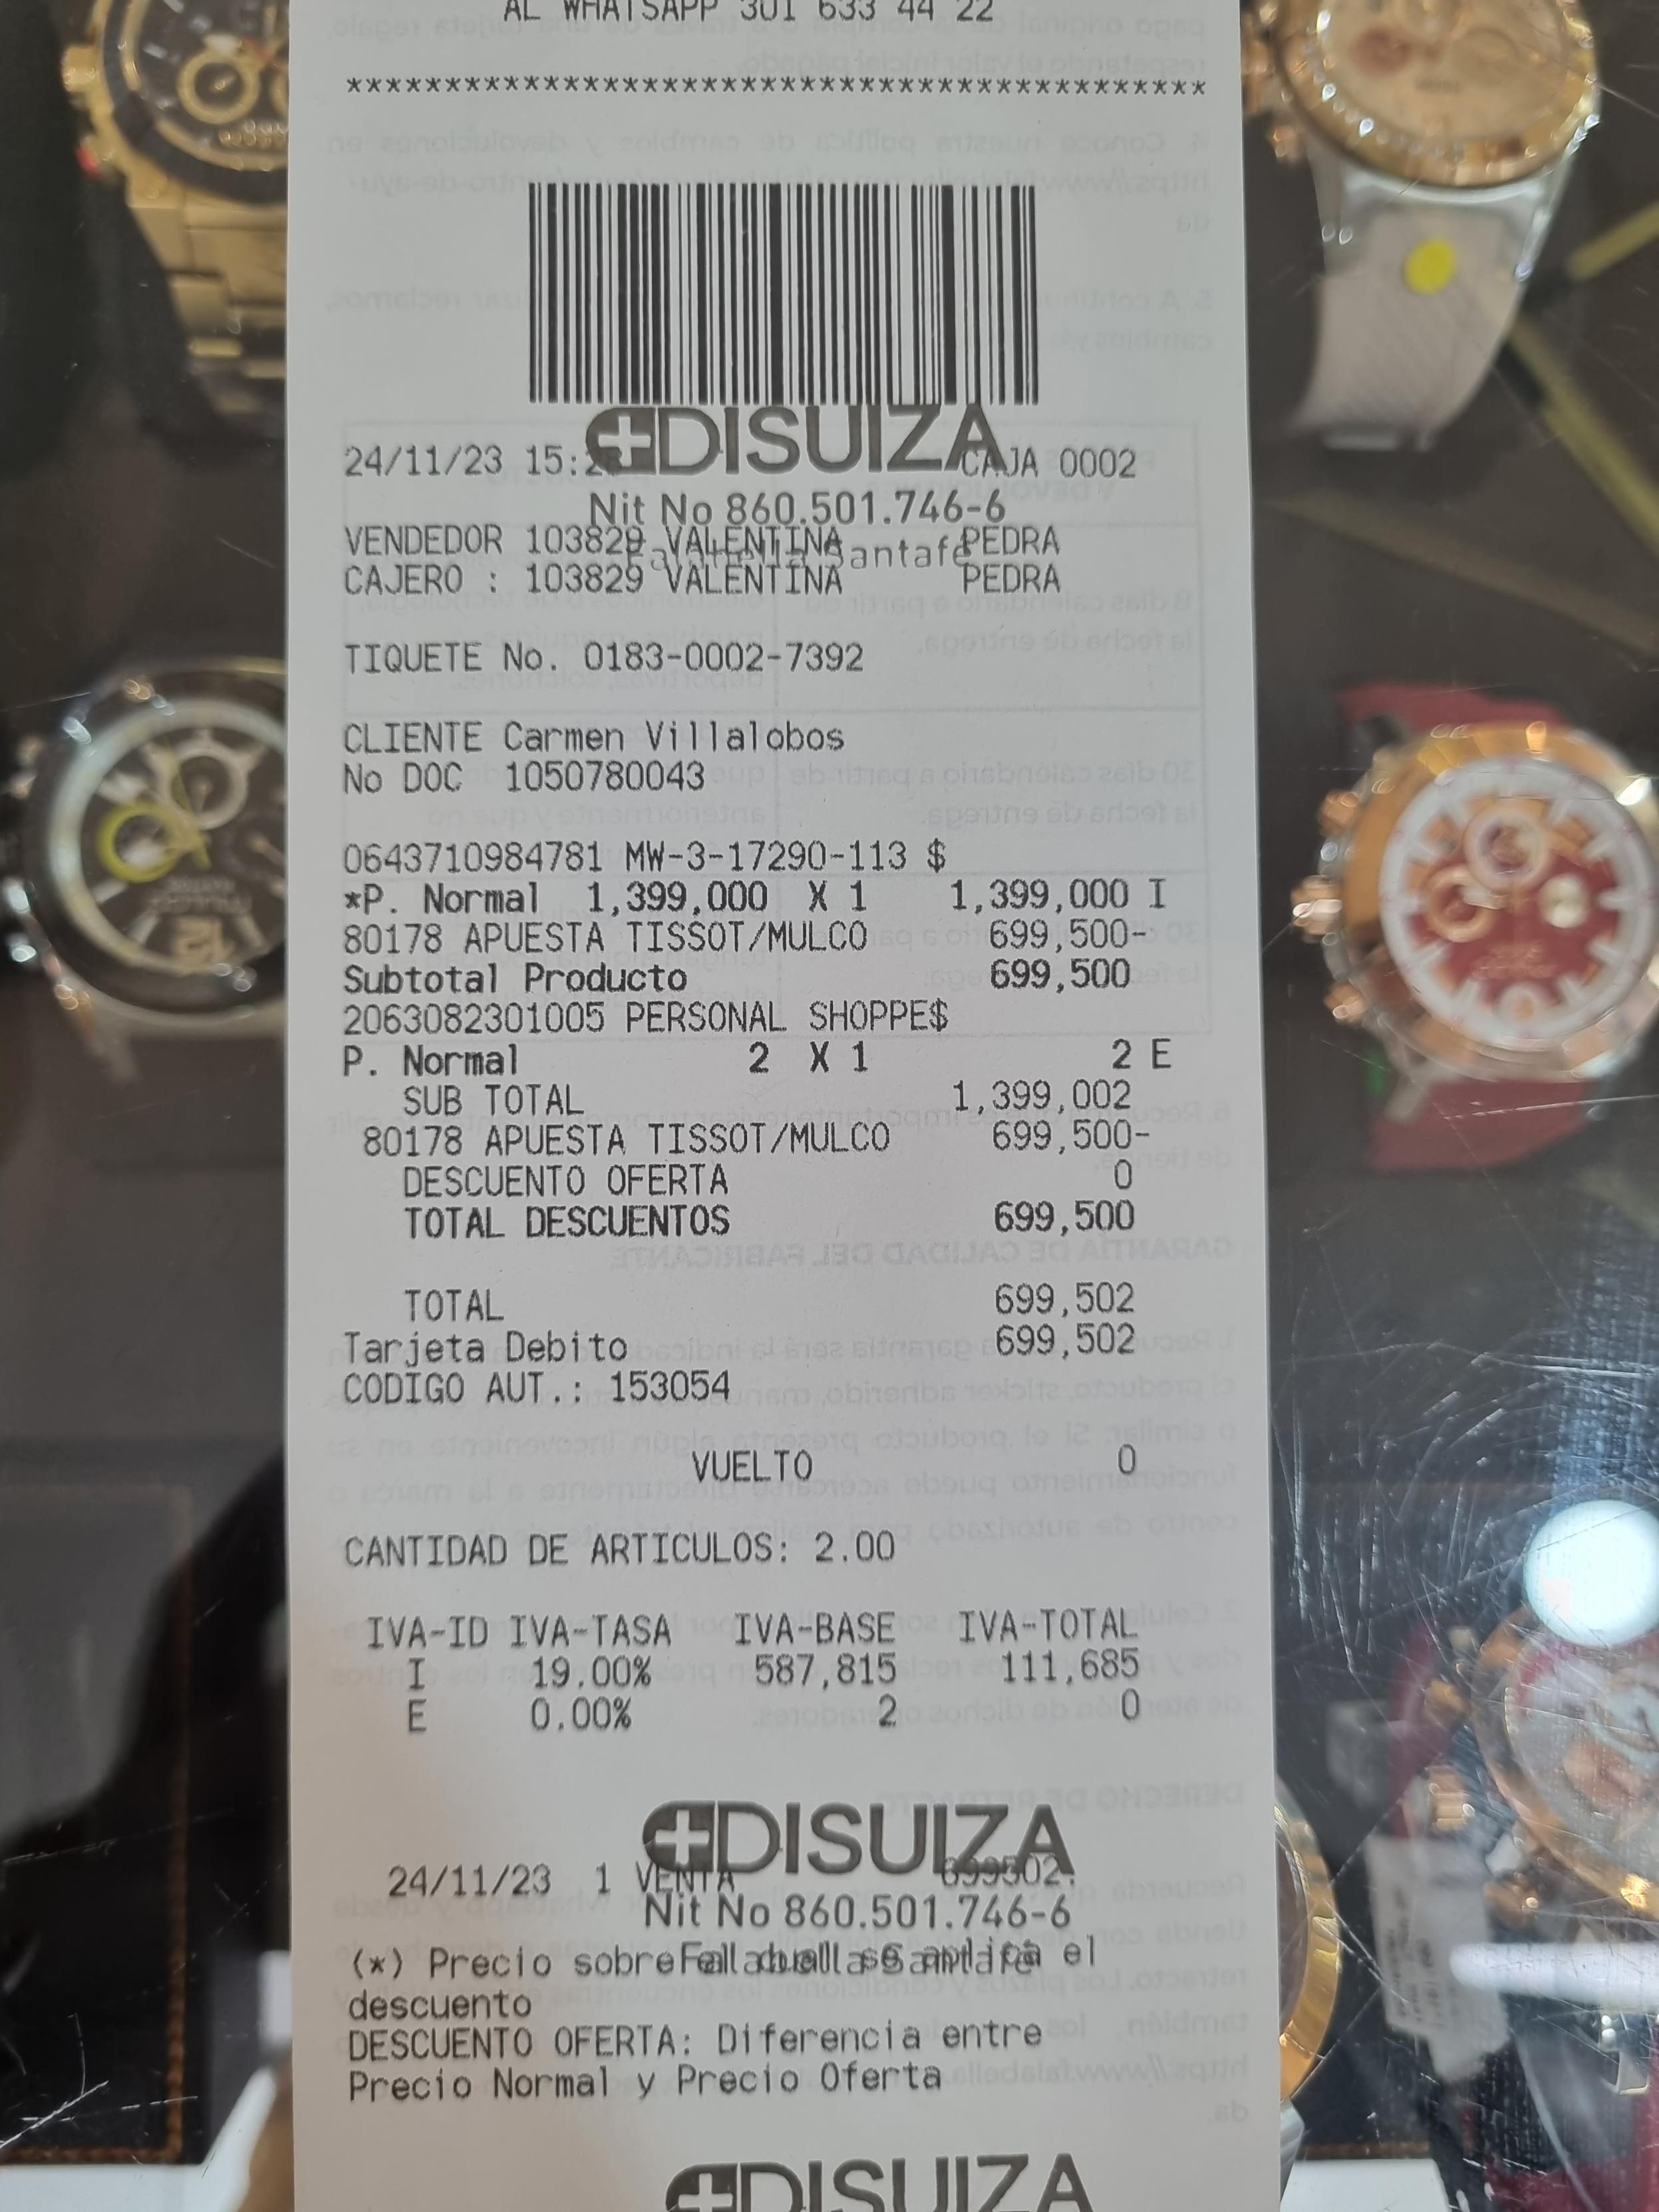 AL WHATSAPP 301 633 44 22
*******************************************
DISUIZA
24/11/23 15:2 CAJA 0002
Nit No 860.501.746-6
VENDEDOR 103829 VALENTINA PEDRA
Falabella Santafé
CAJERO : 103829 VALENTINA PEDRA
TIQUETE No. 0183-0002-7392
CLIENTE Carmen Villalobos
No DOC 1050780043
0643710984781 MW-3-17290-113 $
*P. Normal 1,399,000 X 1 1,399,000 I
80178 APUESTA TISSOT/MULCO 699,500-
Subtotal Producto 699,500
2063082301005 PERSONAL SHOPPE$
P. Normal 2 X 1 2 E
SUB TOTAL 1,399,002
80178 APUESTA TISSOT/MULCO 699,500-
DESCUENTO OFERTA 0
TOTAL DESCUENTOS 699,500
TOTAL 699,502
Tarjeta Debito 699,502
CODIGO AUT.: 153054
VUELTO 0
CANTIDAD DE ARTICULOS: 2.00
IVA-ID IVA-TASA IVA-BASE IVA-TOTAL
I 19.00% 587,815 111,685
E 0.00% 2 0
DISUIZA
24/11/23 1 VENTA 699502.
Nit No 860.501.746-6
(*) Precio sobre el cual se aplica el
Falabella Santafé
descuento
DESCUENTO OFERTA: Diferencia entre
Precio Normal y Precio Oferta
DISUIZA